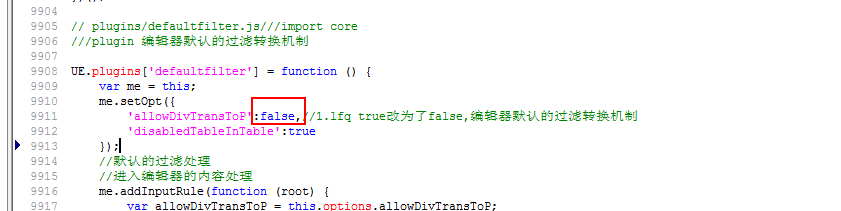 9904
9905 // plugins/defaultfilter.js///import core
9906 ///plugin 编辑器默认的过滤转换机制
9907
9908 UE.plugins['defaultfilter'] = function () {
9909 var me = this;
9910 me.setOpt({
9911 'allowDivTransToP':false,//1.lfq true改为了false,编辑器默认的过滤转换机制
9912 'disabledTableInTable':true
9913 });
9914 //默认的过滤处理
9915 //进入编辑器的内容处理
9916 me.addInputRule(function (root) {
9917 var allowDivTransToP = this.options.allowDivTransToP;